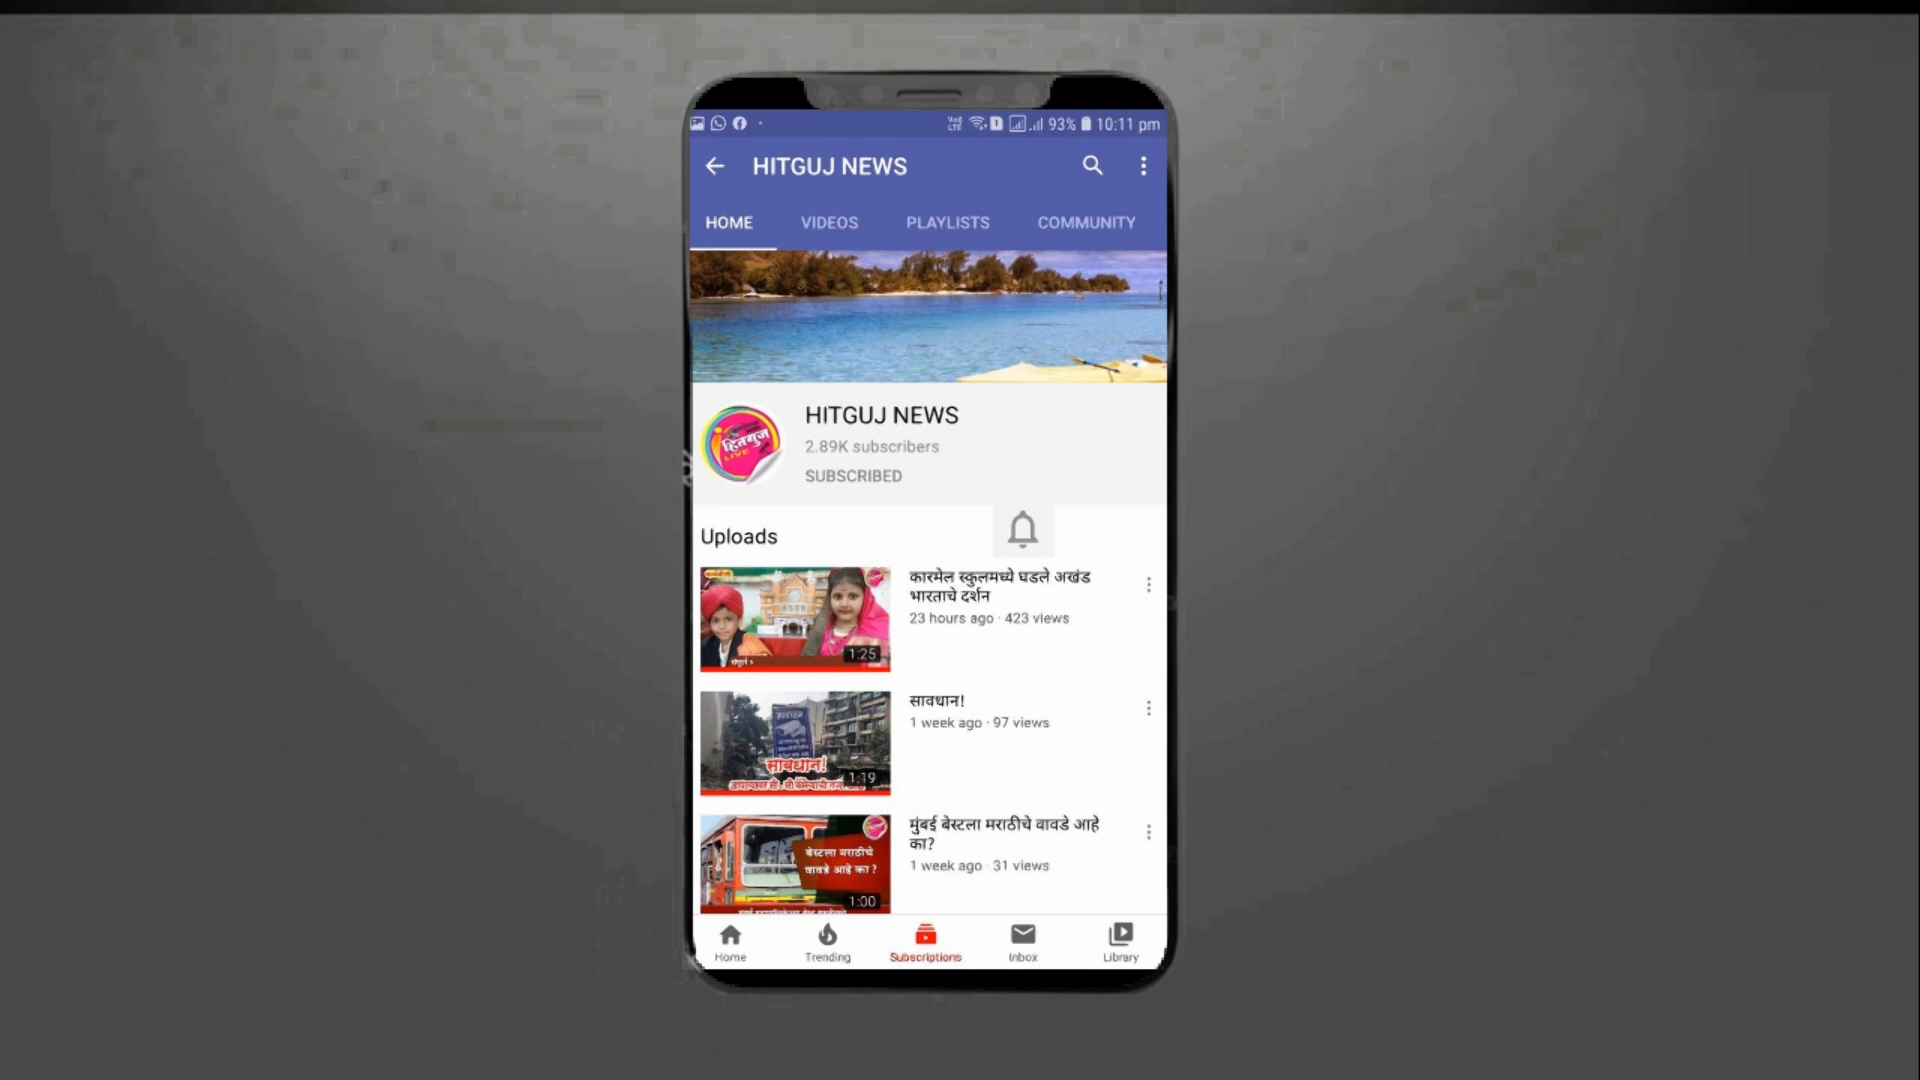 93% 10:11 pm
HITGUJ NEWS
HOME VIDEOS PLAYLISTS COMMUNITY
हितगुज
LIVE
HITGUJ NEWS
2.89K subscribers
SUBSCRIBED
Uploads
कारमेल स्कुलमध्ये घडले अखंड
भारताचे दर्शन
23 hours ago · 423 views
1:25
सावधान!
1 week ago · 97 views
सावधान!
1:19
मुंबई बेस्टला मराठीचे वावडे आहे
का?
1 week ago · 31 views
बेस्टला मराठीचे
वावडे आहे का ?
1:00
Home Trending Subscriptions Inbox Library